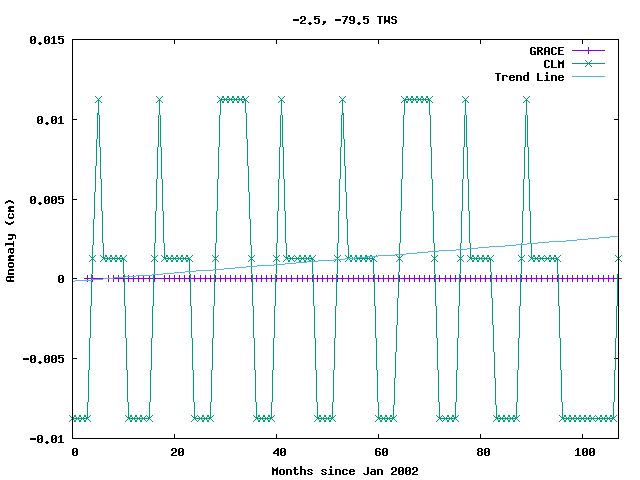 -2.5, -79.5 TWS
GRACE
CLM
Trend Line
0.015
0.01
0.005
0
-0.005
-0.01
Anomaly (cm)
0 20 40 60 80 100
Months since Jan 2002